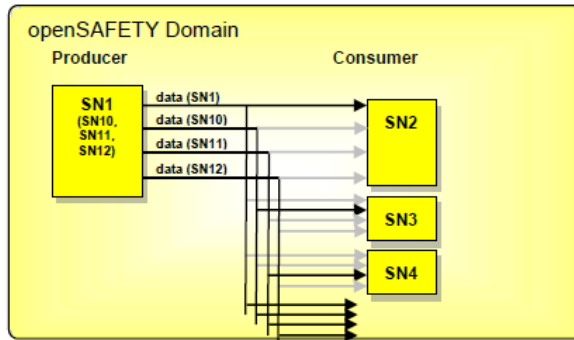 openSAFETY Domain
Producer
Consumer
SN1
(SN10,
SN11,
SN12)
data (SN1)
data (SN10)
data (SN11)
data (SN12)
SN2
SN3
SN4